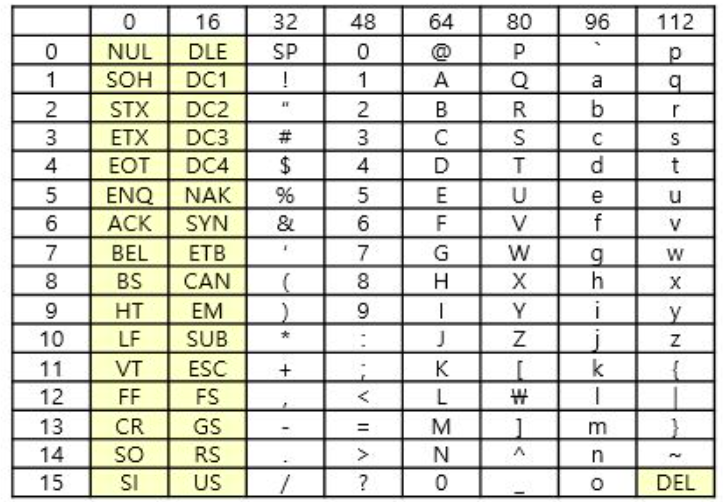 0 16 32 48 64 80 96 112
0 NUL DLE SP 0 @ P ` p
1 SOH DC1 ! 1 A Q a q
2 STX DC2 " 2 B R b r
3 ETX DC3 # 3 C S c s
4 EOT DC4 $ 4 D T d t
5 ENQ NAK % 5 E U e u
6 ACK SYN & 6 F V f v
7 BEL ETB ' 7 G W g w
8 BS CAN ( 8 H X h x
9 HT EM ) 9 I Y i y
10 LF SUB * : J Z j z
11 VT ESC + ; K [ k {
12 FF FS , < L ₩ l |
13 CR GS - = M ] m }
14 SO RS . > N ^ n ~
15 SI US / ? 0 _ o DEL